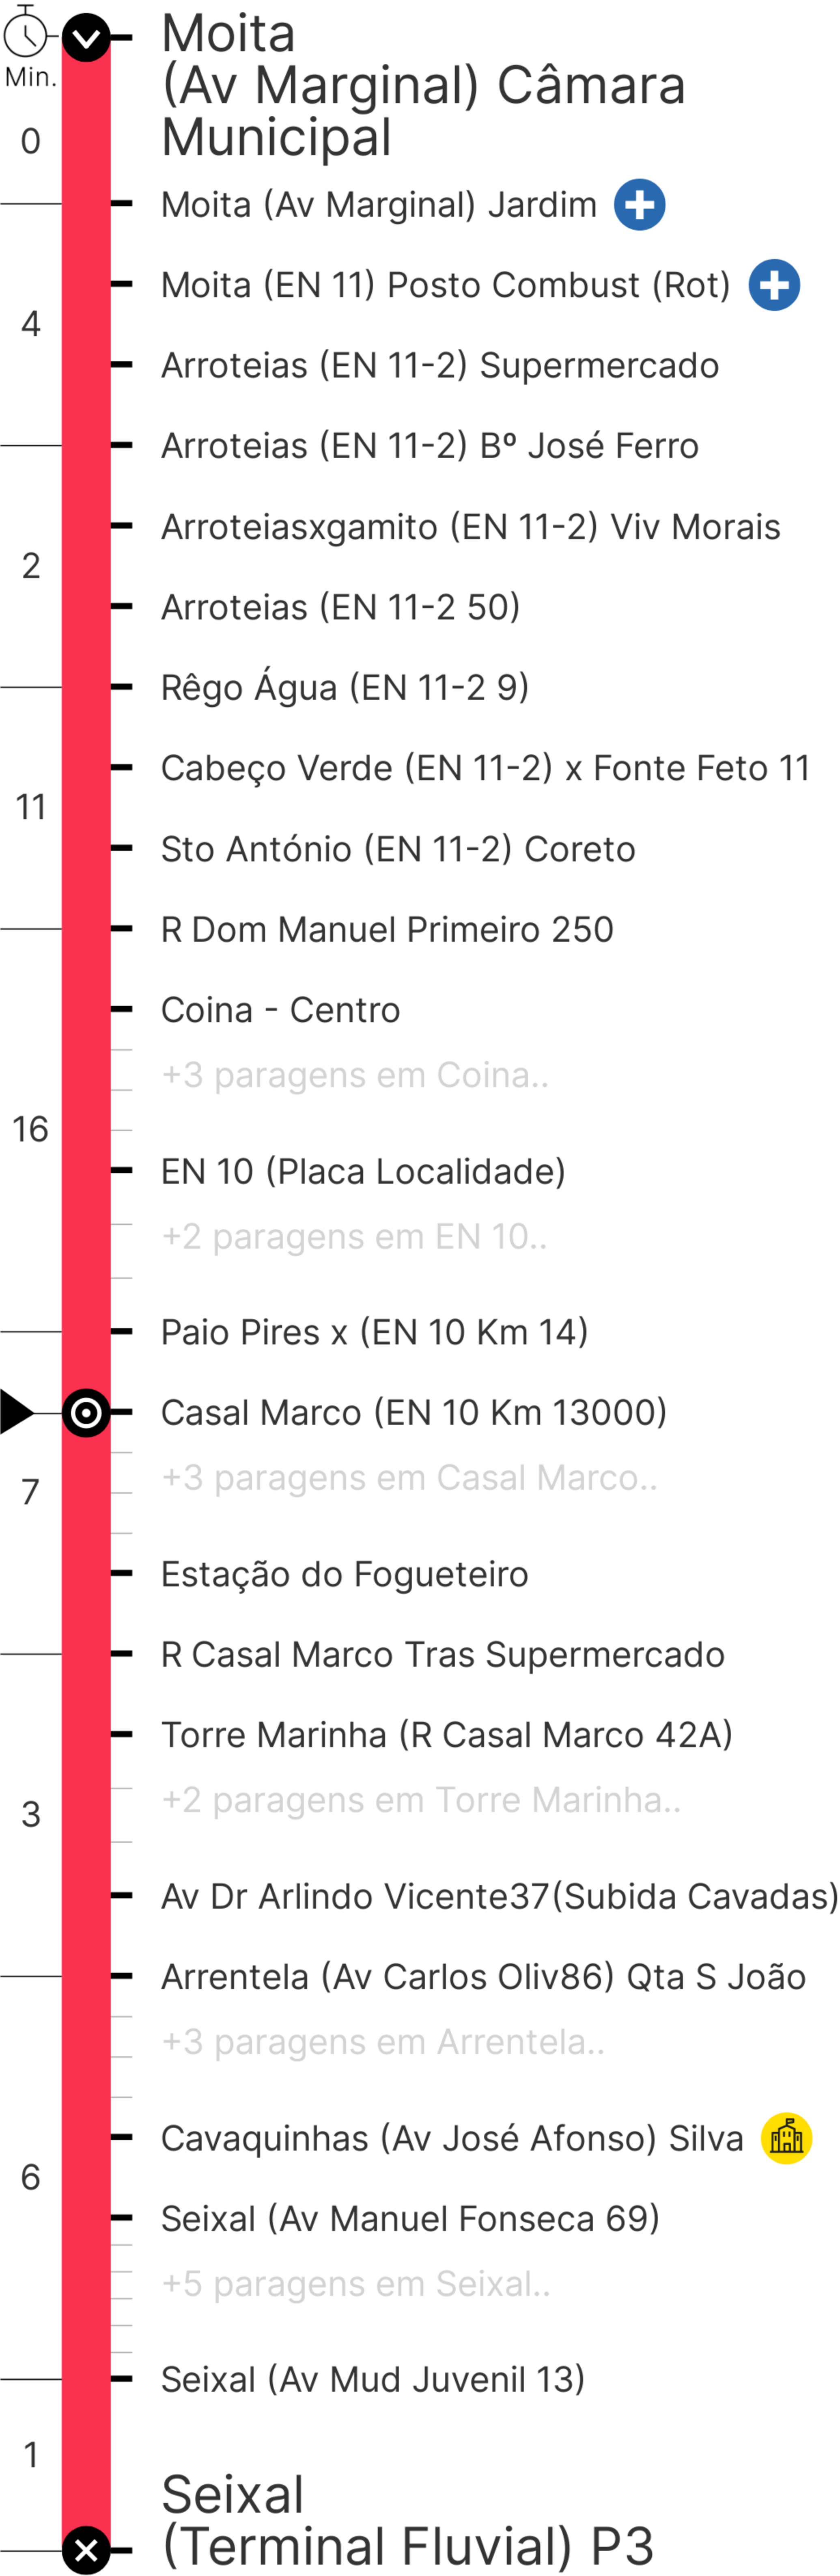 Min.
Moita
(Av Marginal) Câmara
Municipal
0
Moita (Av Marginal) Jardim
Moita (EN 11) Posto Combust (Rot)
4
Arroteias (EN 11-2) Supermercado
Arroteias (EN 11-2) Bº José Ferro
Arroteiasxgamito (EN 11-2) Viv Morais
2
Arroteias (EN 11-2 50)
Rêgo Água (EN 11-2 9)
Cabeço Verde (EN 11-2) x Fonte Feto 11
11
Sto António (EN 11-2) Coreto
R Dom Manuel Primeiro 250
Coina - Centro
+3 paragens em Coina..
16
EN 10 (Placa Localidade)
+2 paragens em EN 10..
Paio Pires x (EN 10 Km 14)
Casal Marco (EN 10 Km 13000)
+3 paragens em Casal Marco..
7
Estação do Fogueteiro
R Casal Marco Tras Supermercado
Torre Marinha (R Casal Marco 42A)
+2 paragens em Torre Marinha..
3
Av Dr Arlindo Vicente37(Subida Cavadas)
Arrentela (Av Carlos Oliv86) Qta S João
+3 paragens em Arrentela..
Cavaquinhas (Av José Afonso) Silva
6
Seixal (Av Manuel Fonseca 69)
+5 paragens em Seixal..
Seixal (Av Mud Juvenil 13)
1
Seixal
(Terminal Fluvial) P3